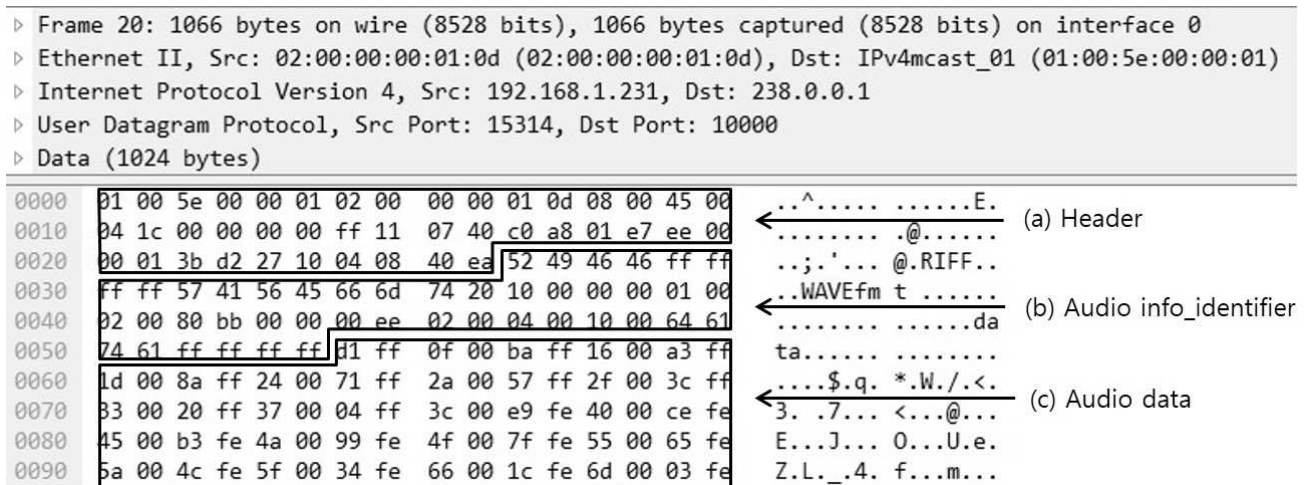 ▷ Frame 20: 1066 bytes on wire (8528 bits), 1066 bytes captured (8528 bits) on interface 0
▷ Ethernet II, Src: 02:00:00:00:01:0d (02:00:00:00:01:0d), Dst: IPv4mcast_01 (01:00:5e:00:00:01)
▷ Internet Protocol Version 4, Src: 192.168.1.231, Dst: 238.0.0.1
▷ User Datagram Protocol, Src Port: 15314, Dst Port: 10000
▷ Data (1024 bytes)
0000 01 00 5e 00 00 01 02 00 00 00 01 0d 08 00 45 00 ..^..... ......E.
0010 04 1c 00 00 00 00 ff 11 07 40 c0 a8 01 e7 ee 00 ........ .@......
(a) Header
0020 00 01 3b d2 27 10 04 08 40 ea 52 49 46 46 ff ff ..;.'... @.RIFF..
0030 ff ff 57 41 56 45 66 6d 74 20 10 00 00 00 01 00 ..WAVEfm t ......
(b) Audio info_identifier
0040 02 00 80 bb 00 00 00 ee 02 00 04 00 10 00 64 61 ........ ......da
0050 74 61 ff ff ff ff d1 ff 0f 00 ba ff 16 00 a3 ff ta...... ........
0060 1d 00 8a ff 24 00 71 ff 2a 00 57 ff 2f 00 3c ff ....$.q. *.W./.<.
(c) Audio data
0070 33 00 20 ff 37 00 04 ff 3c 00 e9 fe 40 00 ce fe 3. .7... <...@...
0080 45 00 b3 fe 4a 00 99 fe 4f 00 7f fe 55 00 65 fe E...J... O...U.e.
0090 5a 00 4c fe 5f 00 34 fe 66 00 1c fe 6d 00 03 fe Z.L._.4. f...m...